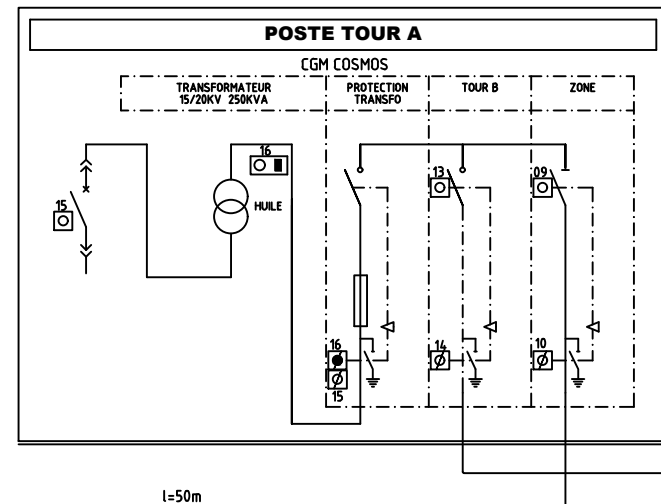 POSTE TOUR A
CGM COSMOS
TRANSFORMATEUR
15/20KV 250KVA
PROTECTION
TRANSFO
TOUR B
ZONE
16
HUILE
15
13
09
16
15
14
10
l=50m